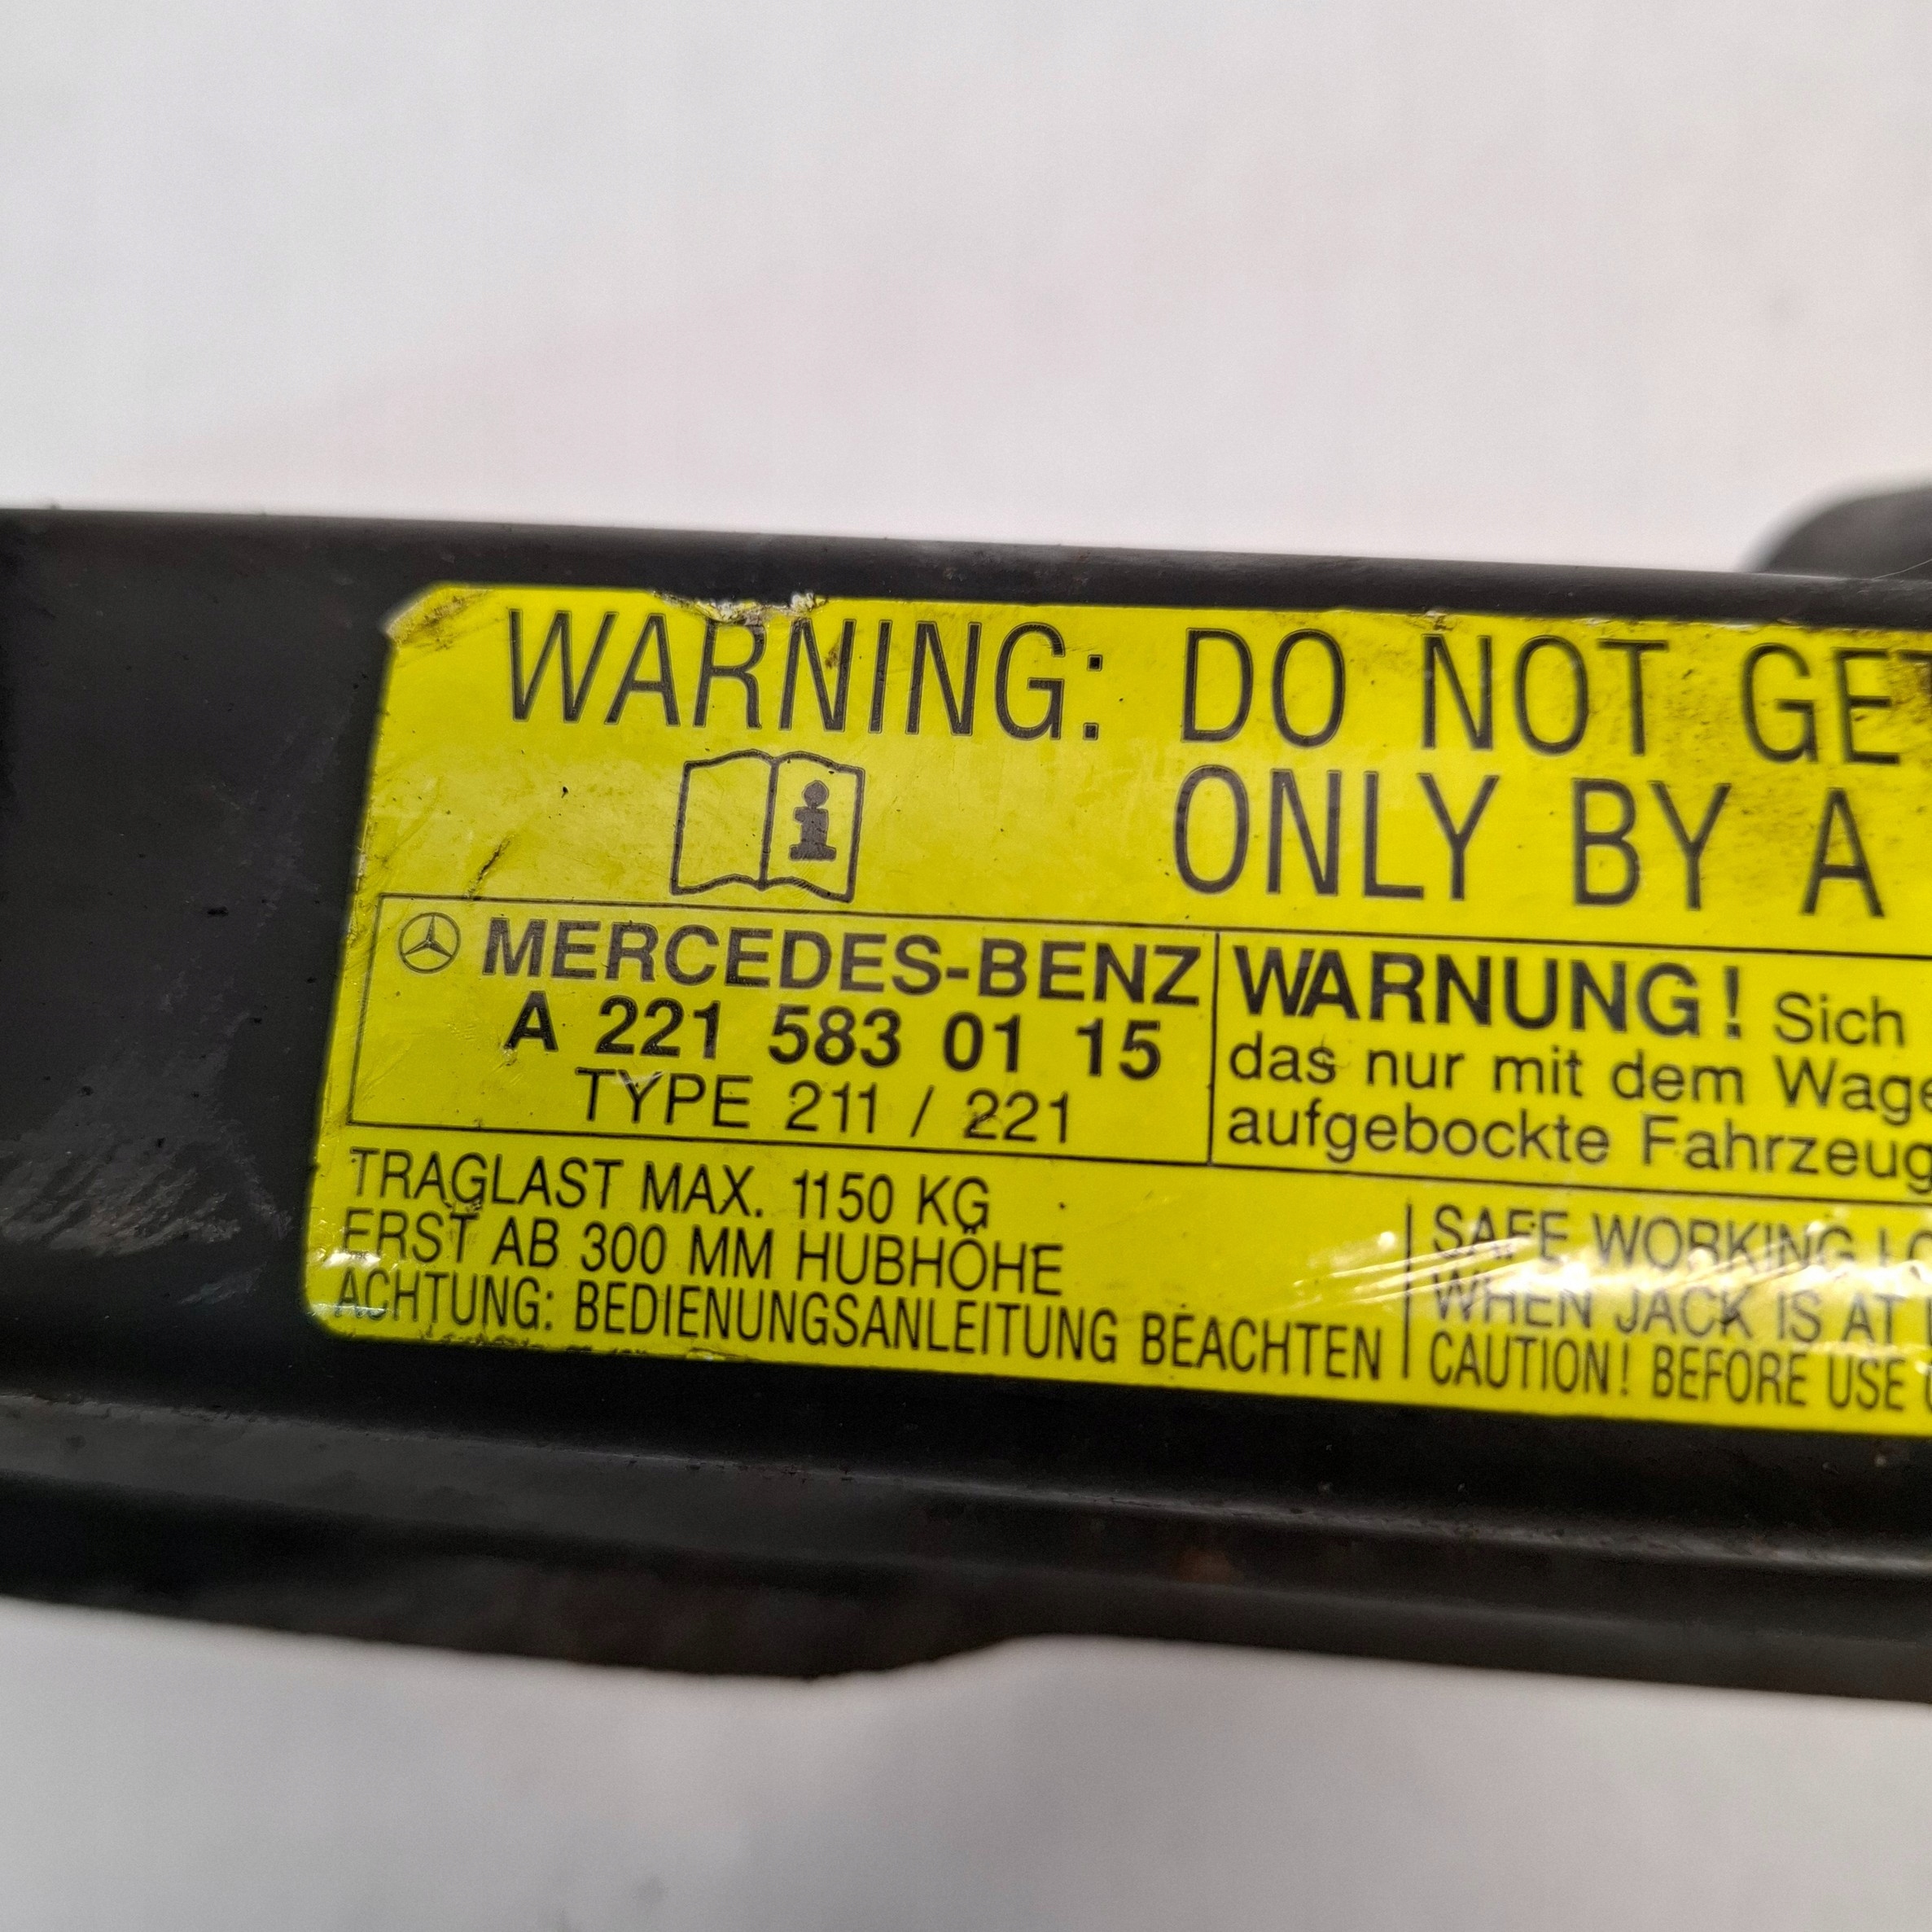 WARNING: DO NOT GET
ONLY BY A
MERCEDES-BENZ
A 221 583 01 15
TYPE 211 / 221
WARNUNG! Sich
das nur mit dem Wage
aufgebockte Fahrzeug
TRAGLAST MAX. 1150 KG
ERST AB 300 MM HUBHÖHE
ACHTUNG: BEDIENUNGSANLEITUNG BEACHTEN
SAFE WORKING LO
WHEN JACK IS AT
CAUTION! BEFORE USE